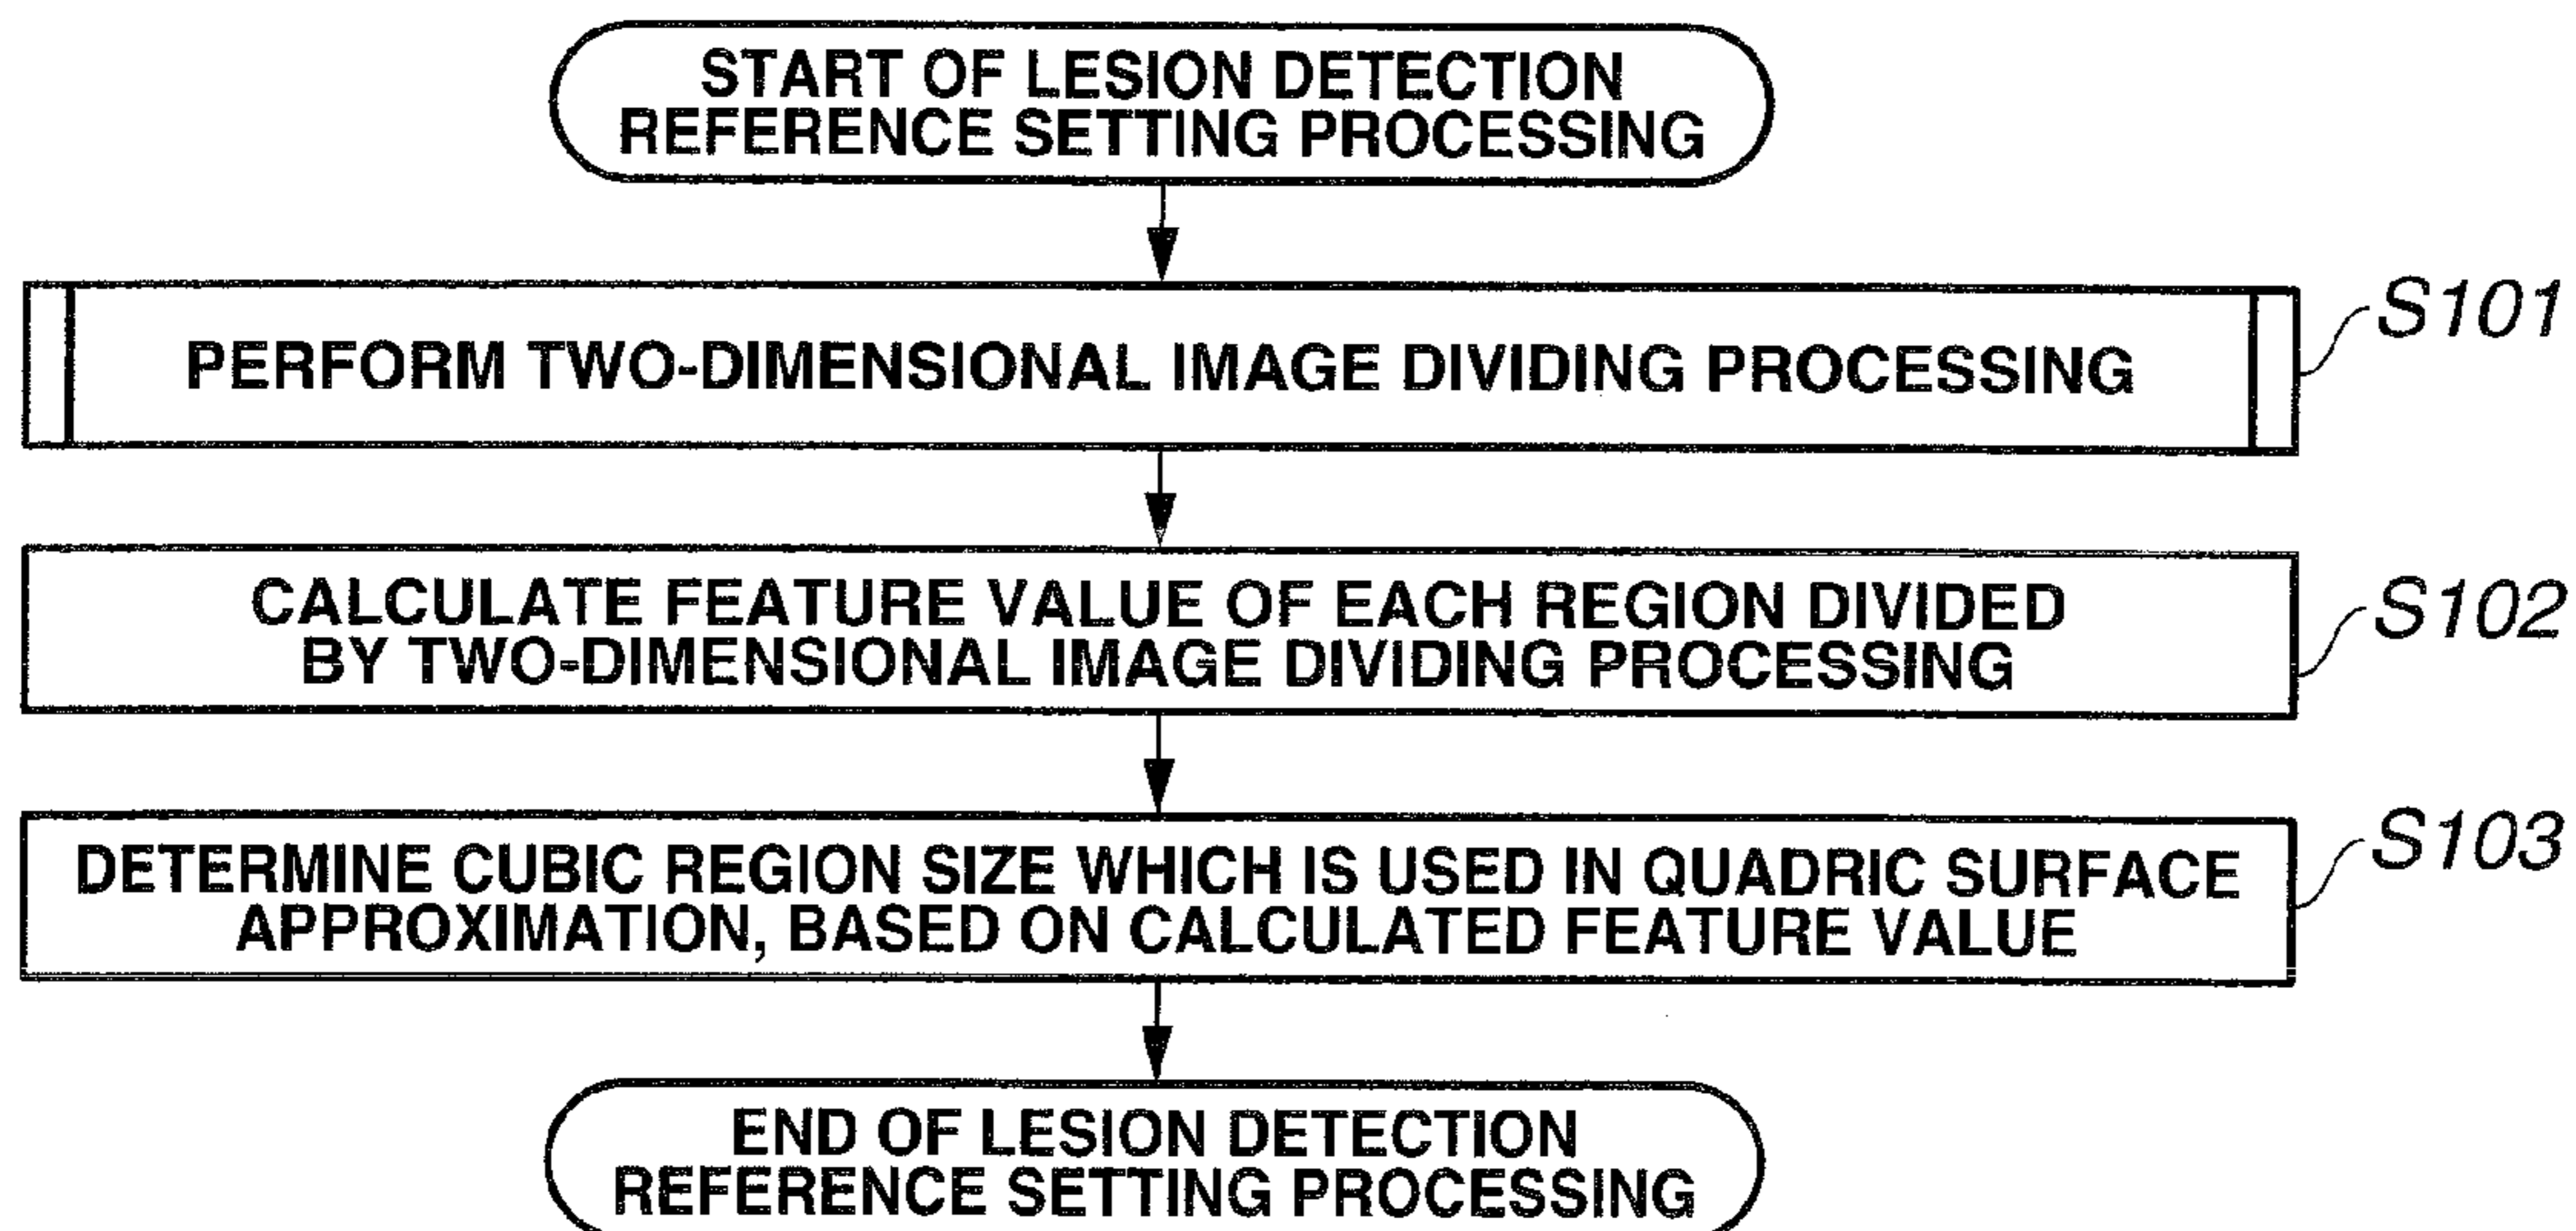 START OF LESION DETECTION
REFERENCE SETTING PROCESSING
S101
PERFORM TWO-DIMENSIONAL IMAGE DIVIDING PROCESSING
CALCULATE FEATURE VALUE OF EACH REGION DIVIDED
BY TWO-DIMENSIONAL IMAGE DIVIDING PROCESSING
S102
DETERMINE CUBIC REGION SIZE WHICH IS USED IN QUADRIC SURFACE
APPROXIMATION, BASED ON CALCULATED FEATURE VALUE
S103
END OF LESION DETECTION
REFERENCE SETTING PROCESSING